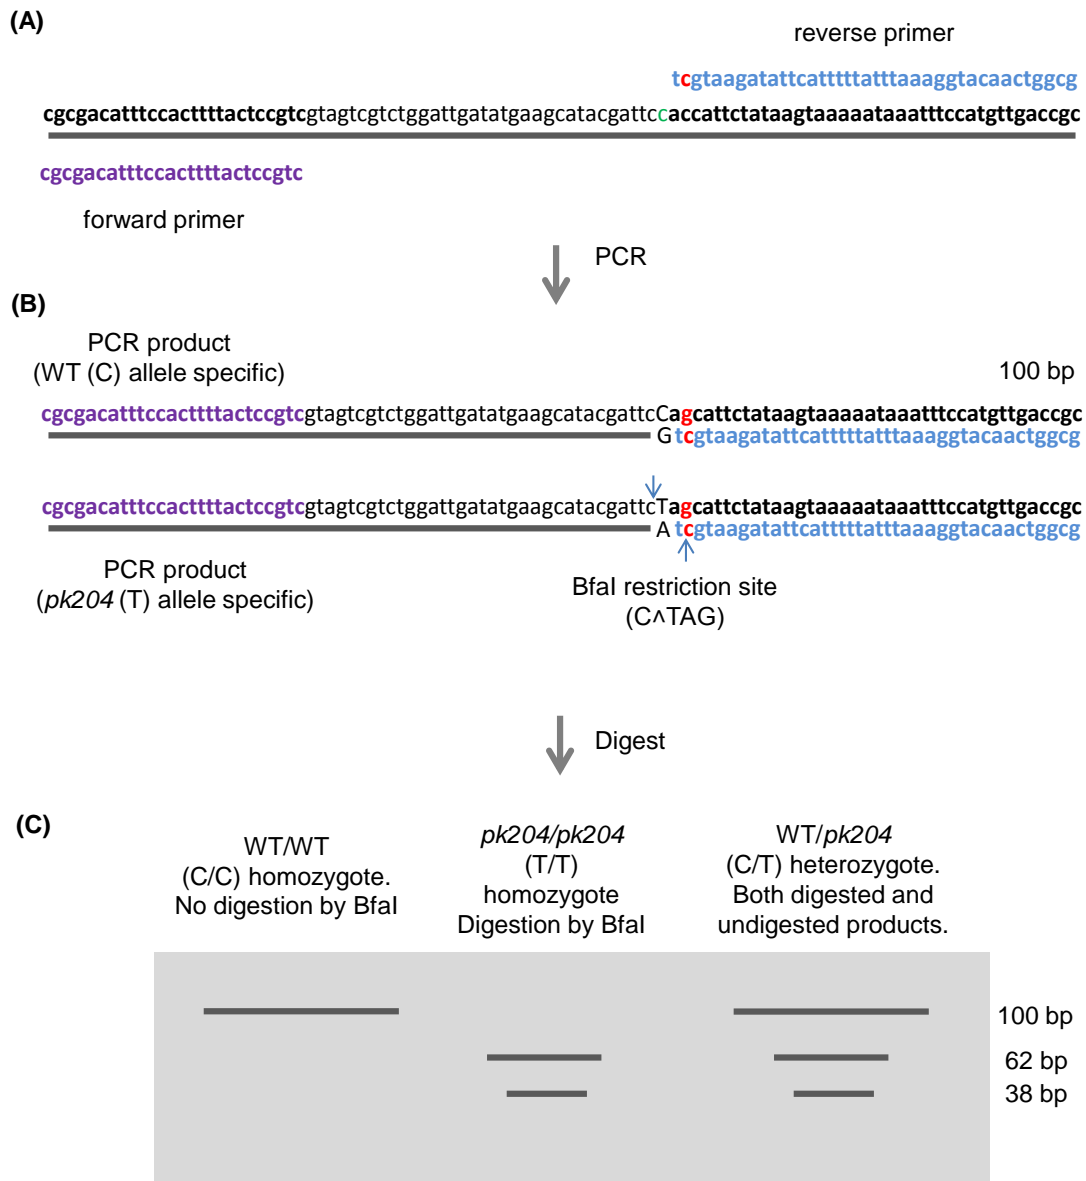 (A)
reverse primer
tcgtaagatattcatttttatttaaaggtacaactggcg
cgcgacatttccacttttactccgtcgtagtcgtctggattgatatgaagcatacgattccaccattctataagtaaaaataaatttccatgttgaccgc
cgcgacatttccacttttactccgtc
forward primer
PCR
(B)
PCR product
(WT (C) allele specific)
100 bp
cgcgacatttccacttttactccgtcgtagtcgtctggattgatatgaagcatacgattcCagcattctataagtaaaaataaatttccatgttgaccgc
Gtcgtaagatattcatttttatttaaaggtacaactggcg
cgcgacatttccacttttactccgtcgtagtcgtctggattgatatgaagcatacgattcTagcattctataagtaaaaataaatttccatgttgaccgc
Atcgtaagatattcatttttatttaaaggtacaactggcg
PCR product
(pk204 (T) allele specific)
BfaI restriction site
(C^TAG)
Digest
(C)
WT/WT
(C/C) homozygote.
No digestion by BfaI
pk204/pk204
(T/T)
homozygote
Digestion by BfaI
WT/pk204
(C/T) heterozygote.
Both digested and
undigested products.
100 bp
62 bp
38 bp